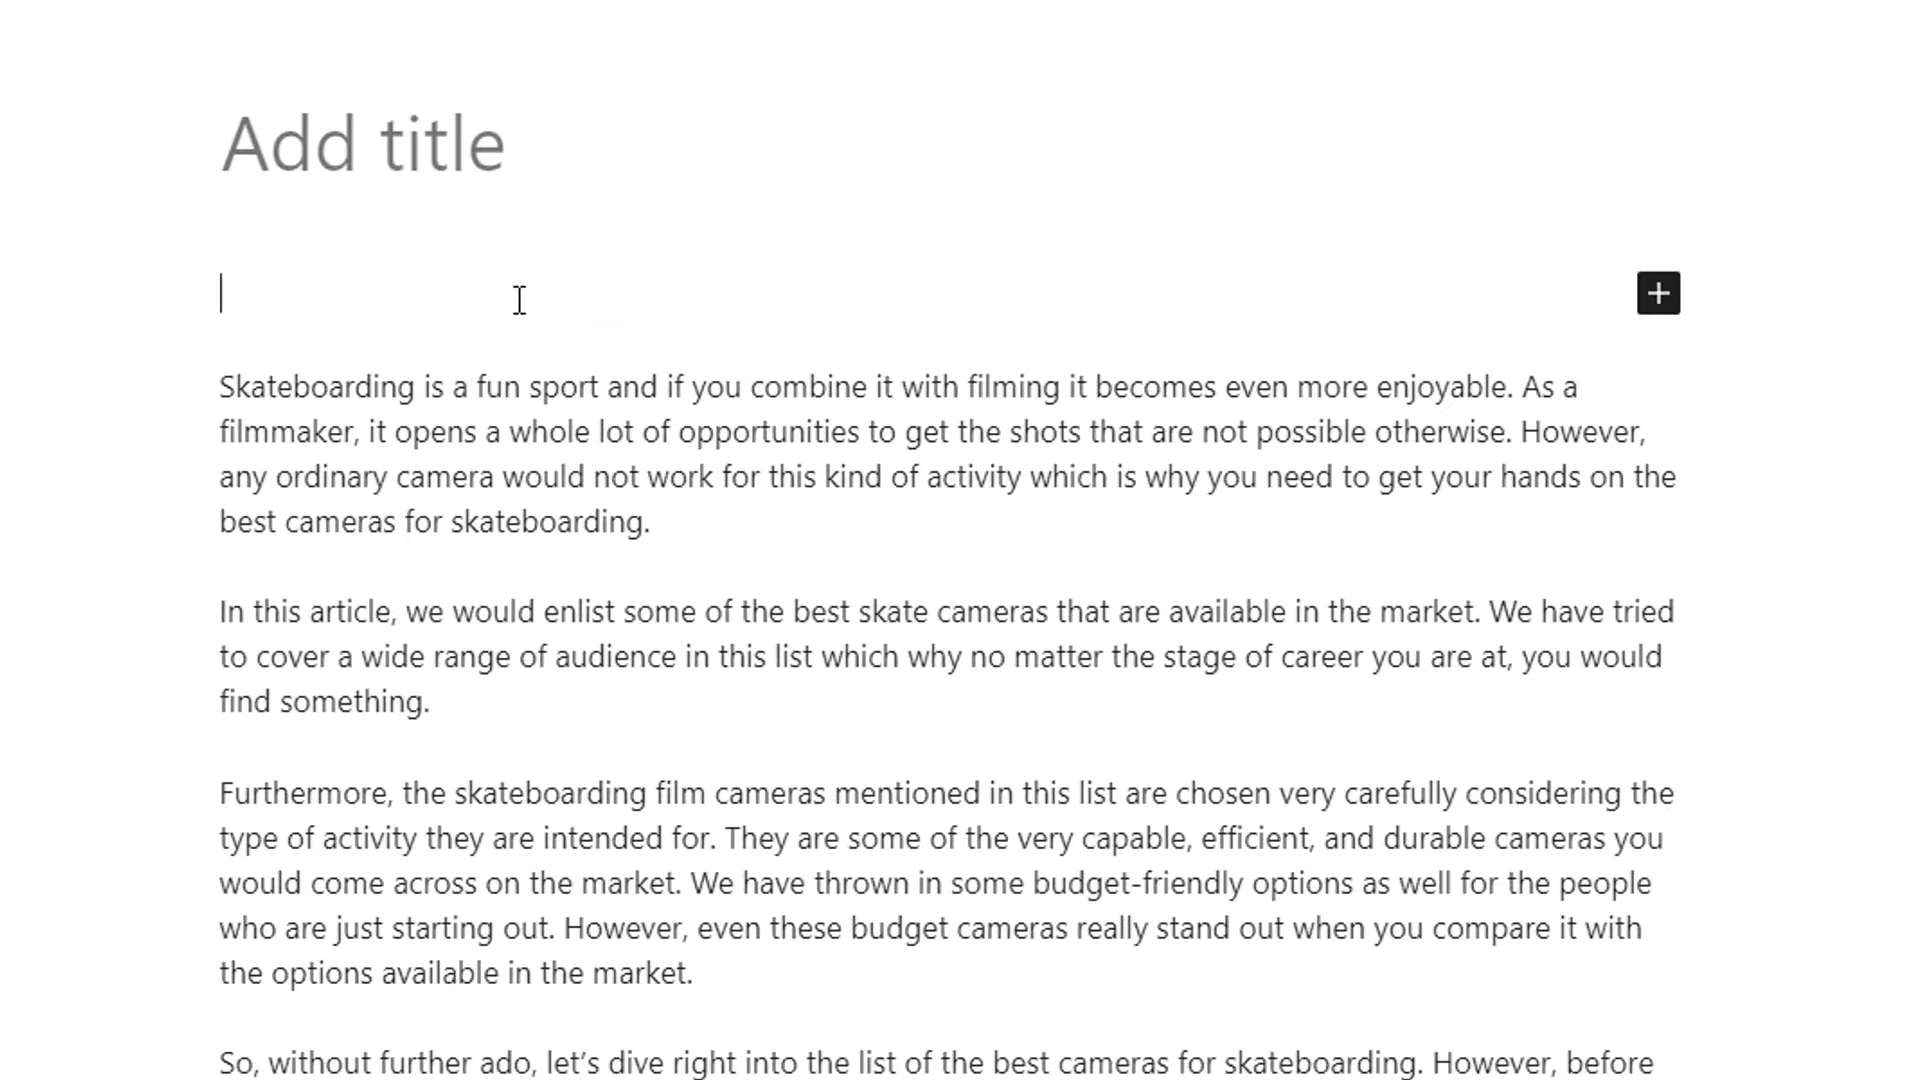 Add title
Skateboarding is a fun sport and if you combine it with filming it becomes even more enjoyable. As a
filmmaker, it opens a whole lot of opportunities to get the shots that are not possible otherwise. However,
any ordinary camera would not work for this kind of activity which is why you need to get your hands on the
best cameras for skateboarding.
In this article, we would enlist some of the best skate cameras that are available in the market. We have tried
to cover a wide range of audience in this list which why no matter the stage of career you are at, you would
find something.
Furthermore, the skateboarding film cameras mentioned in this list are chosen very carefully considering the
type of activity they are intended for. They are some of the very capable, efficient, and durable cameras you
would come across on the market. We have thrown in some budget-friendly options as well for the people
who are just starting out. However, even these budget cameras really stand out when you compare it with
the options available in the market.
So, without further ado, let’s dive right into the list of the best cameras for skateboarding. However, before